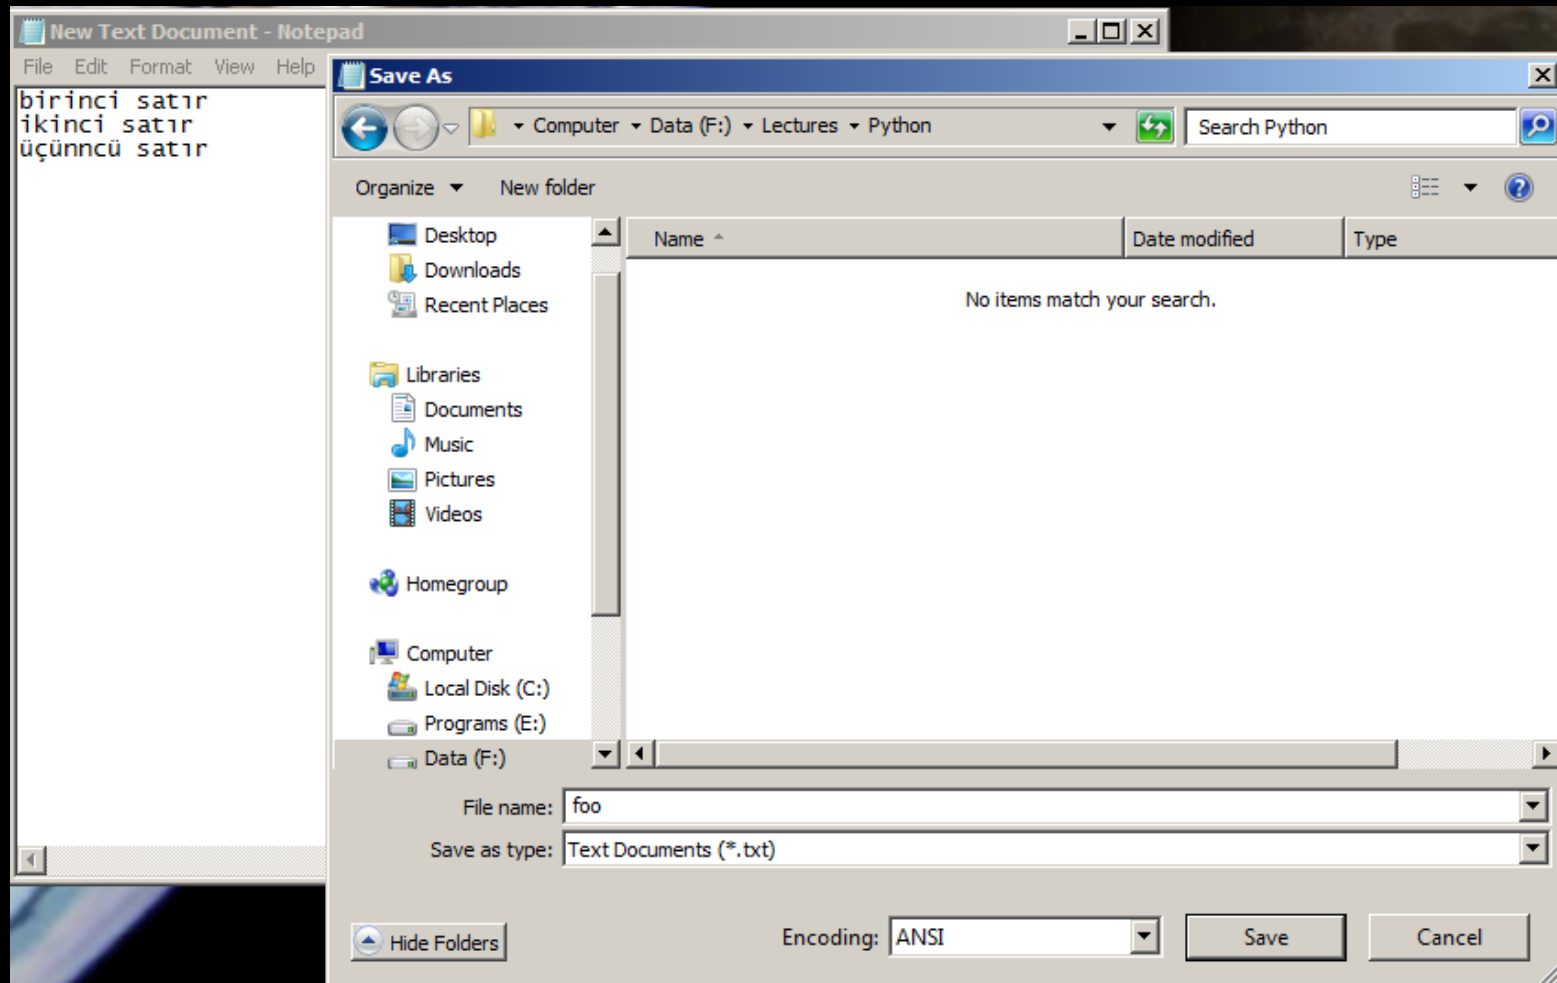 New Text Document - Notepad
File Edit Format View Help
birinci satır
ikinci satır
üçünncü satır
Save As
Computer Data (F:) Lectures Python
Search Python
Organize New folder
Desktop
Downloads
Recent Places
Libraries
Documents
Music
Pictures
Videos
Homegroup
Computer
Local Disk (C:)
Programs (E:)
Data (F:)
Name Date modified Type
No items match your search.
File name: foo
Save as type: Text Documents (*.txt)
Hide Folders Encoding: ANSI Save Cancel